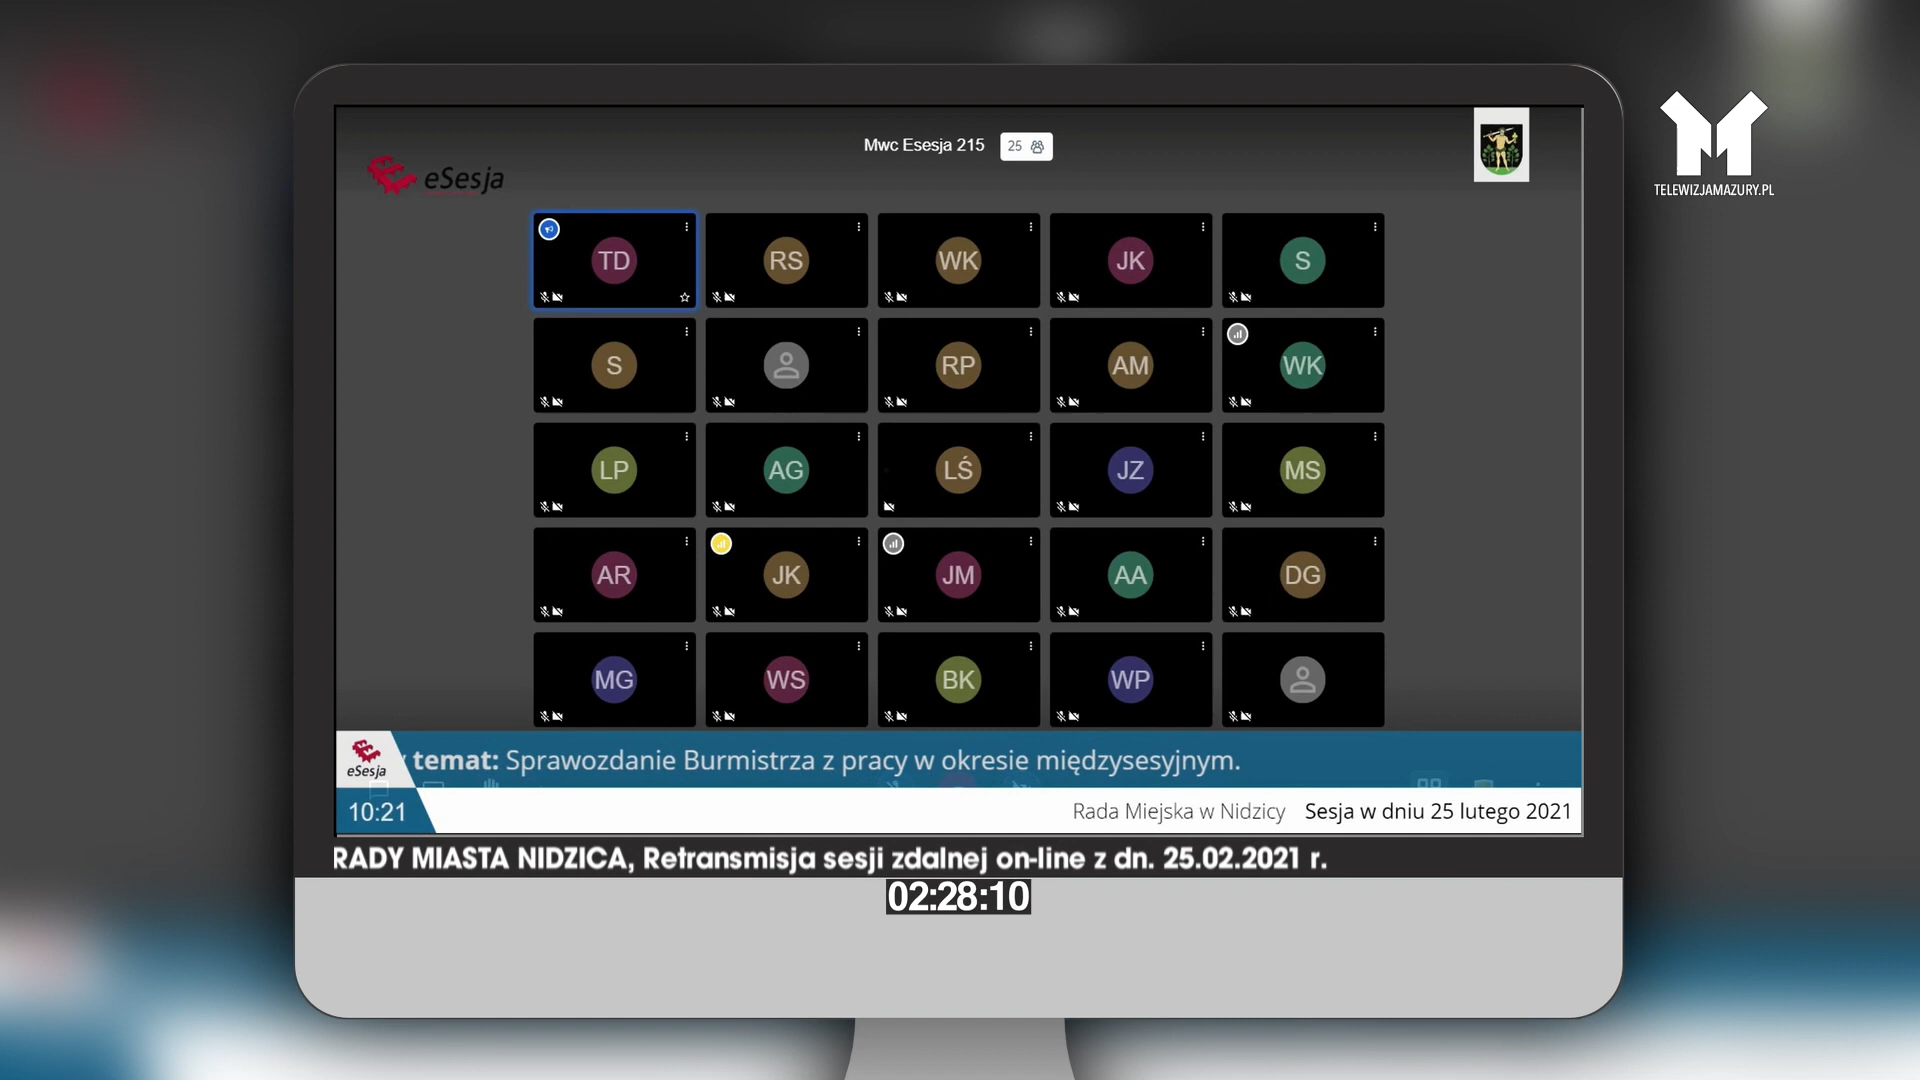 Mwc Esesja 215 25
eSesja
TELEWIZJAMAZURY.PL
TD RS WK JK S
S RP AM WK
LP AG LŚ JZ MS
AR JK JM AA DG
MG WS BK WP
temat: Sprawozdanie Burmistrza z pracy w okresie międzysesyjnym.
eSesja
10:21
Rada Miejska w Nidzicy Sesja w dniu 25 lutego 2021
RADY MIASTA NIDZICA, Retransmisja sesji zdalnej on-line z dn. 25.02.2021 r.
02:28:10